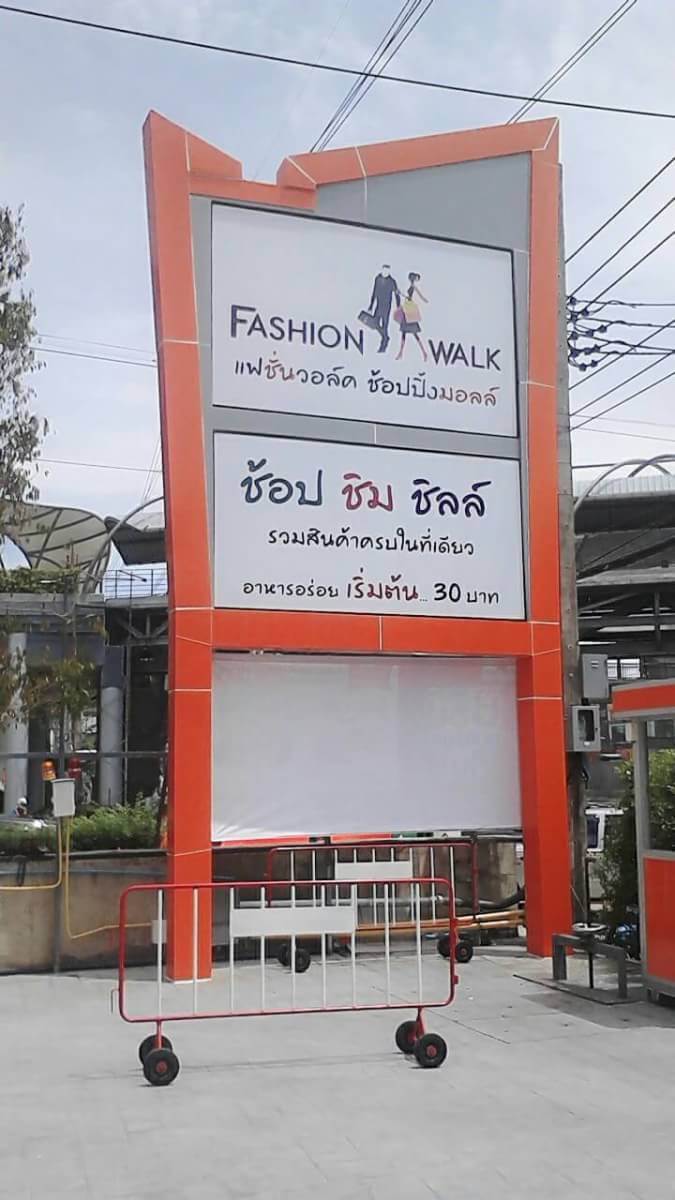 FASHION WALK
แฟชั่นวอล์ค ช้อปปิ้งมอลล์
ช้อป ชิม ชิลล์
รวมสินค้าครบในที่เดียว
อาหารอร่อย เริ่มต้น... 30 บาท